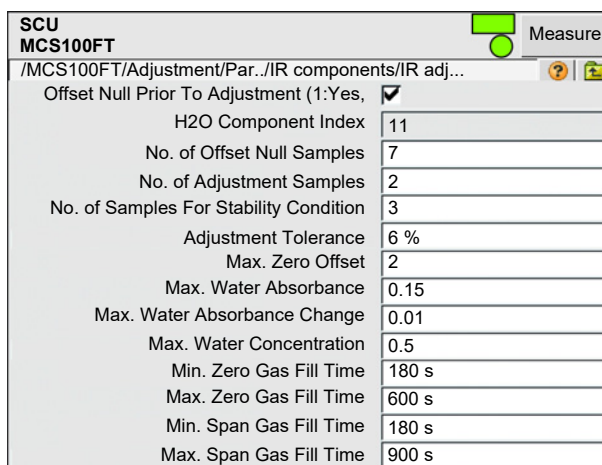 SCU
MCS100FT
Measure
/MCS100FT/Adjustment/Par../IR components/IR adj...
Offset Null Prior To Adjustment (1:Yes,
H2O Component Index 11
No. of Offset Null Samples 7
No. of Adjustment Samples 2
No. of Samples For Stability Condition 3
Adjustment Tolerance 6 %
Max. Zero Offset 2
Max. Water Absorbance 0.15
Max. Water Absorbance Change 0.01
Max. Water Concentration 0.5
Min. Zero Gas Fill Time 180 s
Max. Zero Gas Fill Time 600 s
Min. Span Gas Fill Time 180 s
Max. Span Gas Fill Time 900 s